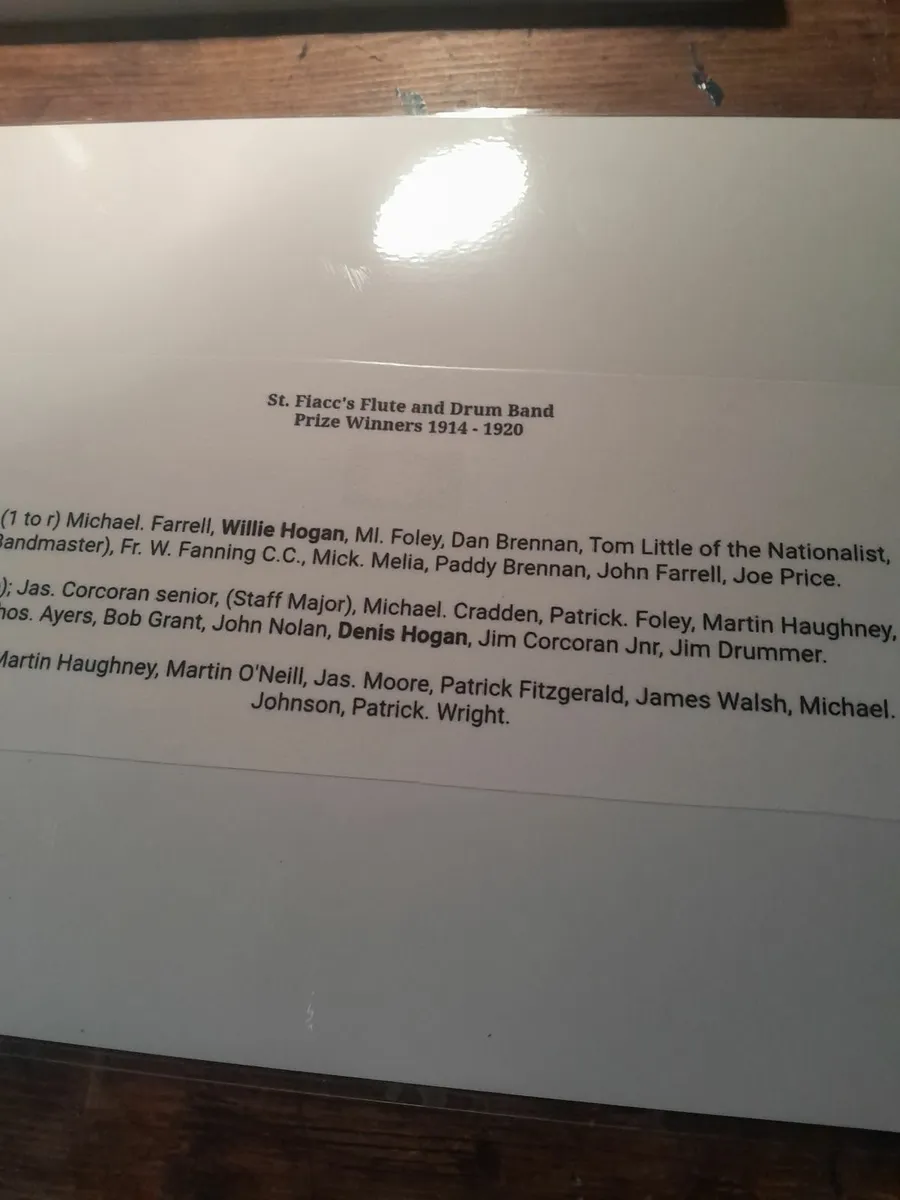 St. Fiacc's Flute and Drum Band
Prize Winners 1914 - 1920
(1 to r) Michael. Farrell, Willie Hogan, Ml. Foley, Dan Brennan, Tom Little of the Nationalist,
Bandmaster), Fr. W. Fanning C.C., Mick. Melia, Paddy Brennan, John Farrell, Joe Price.
); Jas. Corcoran senior, (Staff Major), Michael. Cradden, Patrick. Foley, Martin Haughney,
hos. Ayers, Bob Grant, John Nolan, Denis Hogan, Jim Corcoran Jnr, Jim Drummer.
Martin Haughney, Martin O'Neill, Jas. Moore, Patrick Fitzgerald, James Walsh, Michael.
Johnson, Patrick. Wright.